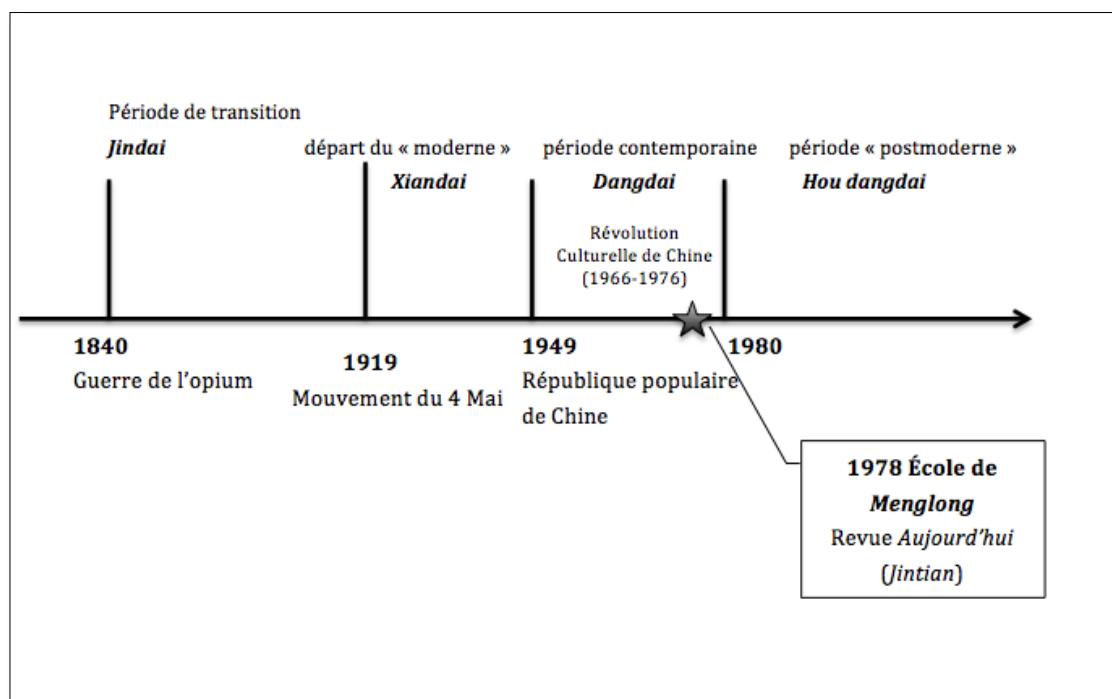 Période de transition
Jindai
départ du « moderne »
Xiandai
période contemporaine
Dangdai
période « postmoderne »
Hou dangdai
Révolution
Culturelle de Chine
(1966-1976)
1840
Guerre de l’opium
1919
Mouvement du 4 Mai
1949
République populaire
de Chine
1980
1978 École de
Menglong
Revue Aujourd’hui
(Jintian)